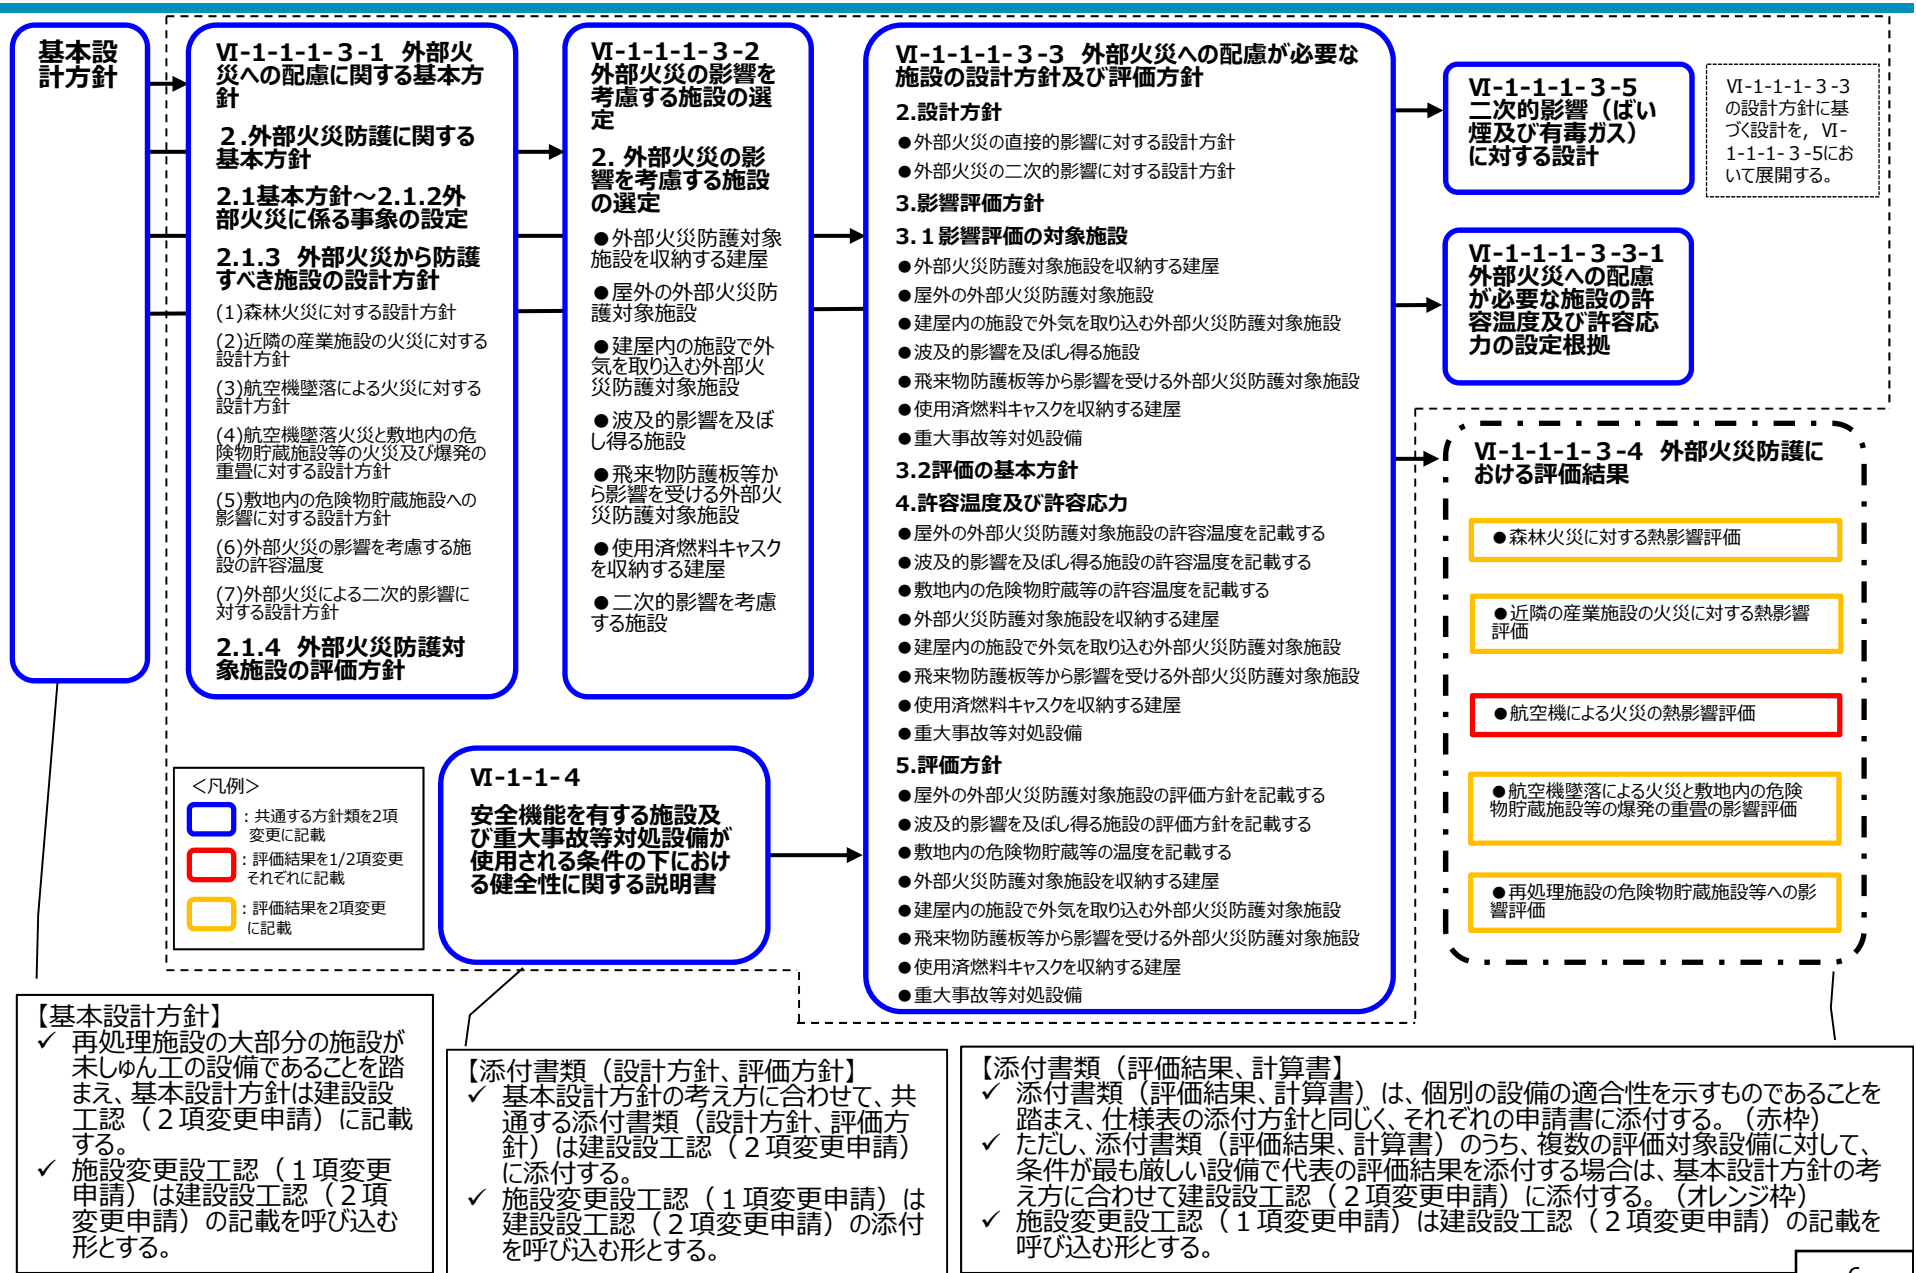 基本設
計方針
Ⅵ-1-1-1-3-1 外部火
災への配慮に関する基本方
針
２.外部火災防護に関する
基本方針
2.1基本方針～2.1.2外
部火災に係る事象の設定
2.1.3 外部火災から防護
すべき施設の設計方針
(1)森林火災に対する設計方針
(2)近隣の産業施設の火災に対する
設計方針
(3)航空機墜落による火災に対する
設計方針
(4)航空機墜落火災と敷地内の危
険物貯蔵施設等の火災及び爆発の
重畳に対する設計方針
(5)敷地内の危険物貯蔵施設への
影響に対する設計方針
(6)外部火災の影響を考慮する施
設の許容温度
(7)外部火災による二次的影響に
対する設計方針
2.1.4 外部火災防護対
象施設の評価方針
Ⅵ-1-1-1-3-2
外部火災の影響を
考慮する施設の選
定
2. 外部火災の影
響を考慮する施設
の選定
●外部火災防護対象
施設を収納する建屋
●屋外の外部火災防
護対象施設
●建屋内の施設で外
気を取り込む外部火
災防護対象施設
●波及的影響を及ぼ
し得る施設
●飛来物防護板等か
ら影響を受ける外部火
災防護対象施設
●使用済燃料キャスク
を収納する建屋
●二次的影響を考慮
する施設
Ⅵ-1-1-1-3-3 外部火災への配慮が必要な
施設の設計方針及び評価方針
2.設計方針
●外部火災の直接的影響に対する設計方針
●外部火災の二次的影響に対する設計方針
3.影響評価方針
3.１影響評価の対象施設
●外部火災防護対象施設を収納する建屋
●屋外の外部火災防護対象施設
●建屋内の施設で外気を取り込む外部火災防護対象施設
●波及的影響を及ぼし得る施設
●飛来物防護板等から影響を受ける外部火災防護対象施設
●使用済燃料キャスクを収納する建屋
●重大事故等対処設備
3.2評価の基本方針
4.許容温度及び許容応力
●屋外の外部火災防護対象施設の許容温度を記載する
●波及的影響を及ぼし得る施設の許容温度を記載する
●敷地内の危険物貯蔵等の許容温度を記載する
●外部火災防護対象施設を収納する建屋
●建屋内の施設で外気を取り込む外部火災防護対象施設
●飛来物防護板等から影響を受ける外部火災防護対象施設
●使用済燃料キャスクを収納する建屋
●重大事故等対処設備
5.評価方針
●屋外の外部火災防護対象施設の評価方針を記載する
●波及的影響を及ぼし得る施設の評価方針を記載する
●敷地内の危険物貯蔵等の温度を記載する
●外部火災防護対象施設を収納する建屋
●建屋内の施設で外気を取り込む外部火災防護対象施設
●飛来物防護板等から影響を受ける外部火災防護対象施設
●使用済燃料キャスクを収納する建屋
●重大事故等対処設備
Ⅵ-1-1-1-3-5
二次的影響（ばい
煙及び有毒ガス）
に対する設計
Ⅵ-1-1-1-３-3
の設計方針に基
づく設計を，Ⅵ-
1-1-1-３-5にお
いて展開する。
Ⅵ-1-1-1-3-3-1
外部火災への配慮
が必要な施設の許
容温度及び許容応
力の設定根拠
Ⅵ-1-1-1-３-4 外部火災防護に
おける評価結果
●森林火災に対する熱影響評価
●近隣の産業施設の火災に対する熱影響
評価
●航空機による火災の熱影響評価
●航空機墜落による火災と敷地内の危険
物貯蔵施設等の爆発の重畳の影響評価
●再処理施設の危険物貯蔵施設等への影
響評価
＜凡例＞
：共通する方針類を2項
変更に記載
：評価結果を1/2項変更
それぞれに記載
：評価結果を2項変更
に記載
Ⅵ-1-1-４
安全機能を有する施設及
び重大事故等対処設備が
使用される条件の下におけ
る健全性に関する説明書
【基本設計方針】
✓ 再処理施設の大部分の施設が
未しゅん工の設備であることを踏
まえ、基本設計方針は建設設
工認（２項変更申請）に記載
する。
✓ 施設変更設工認（１項変更
申請）は建設設工認（２項
変更申請）の記載を呼び込む
形とする。
【添付書類（設計方針、評価方針】
✓ 基本設計方針の考え方に合わせて、共
通する添付書類（設計方針、評価方
針）は建設設工認（２項変更申請）
に添付する。
✓ 施設変更設工認（１項変更申請）は
建設設工認（２項変更申請）の添付
を呼び込む形とする。
【添付書類（評価結果、計算書】
✓ 添付書類（評価結果、計算書）は、個別の設備の適合性を示すものであることを
踏まえ、仕様表の添付方針と同じく、それぞれの申請書に添付する。（赤枠）
✓ ただし、添付書類（評価結果、計算書）のうち、複数の評価対象設備に対して、
条件が最も厳しい設備で代表の評価結果を添付する場合は、基本設計方針の考
え方に合わせて建設設工認（２項変更申請）に添付する。（オレンジ枠）
✓ 施設変更設工認（１項変更申請）は建設設工認（２項変更申請）の記載を
呼び込む形とする。